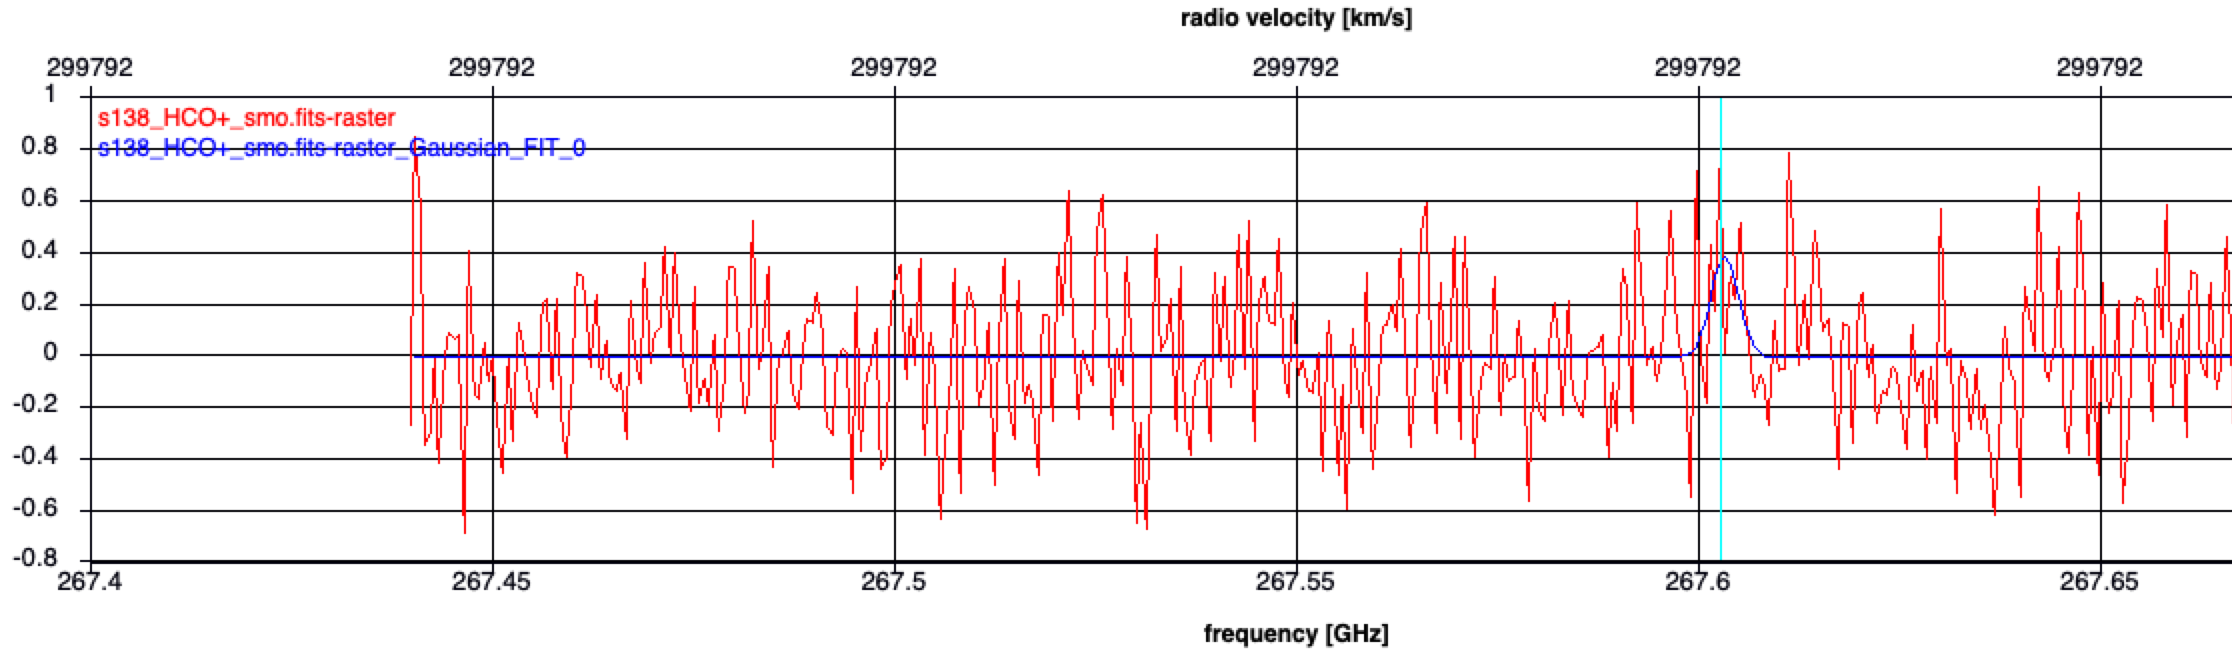 radio velocity [km/s]
299792 299792 299792 299792 299792 299792
1
s138_HCO+_smo.fits-raster
0.8
s138_HCO+_smo.fits-raster_Gaussian_FIT_0
0.6
0.4
0.2
0
-0.2
-0.4
-0.6
-0.8
267.4 267.45 267.5 267.55 267.6 267.65
frequency [GHz]